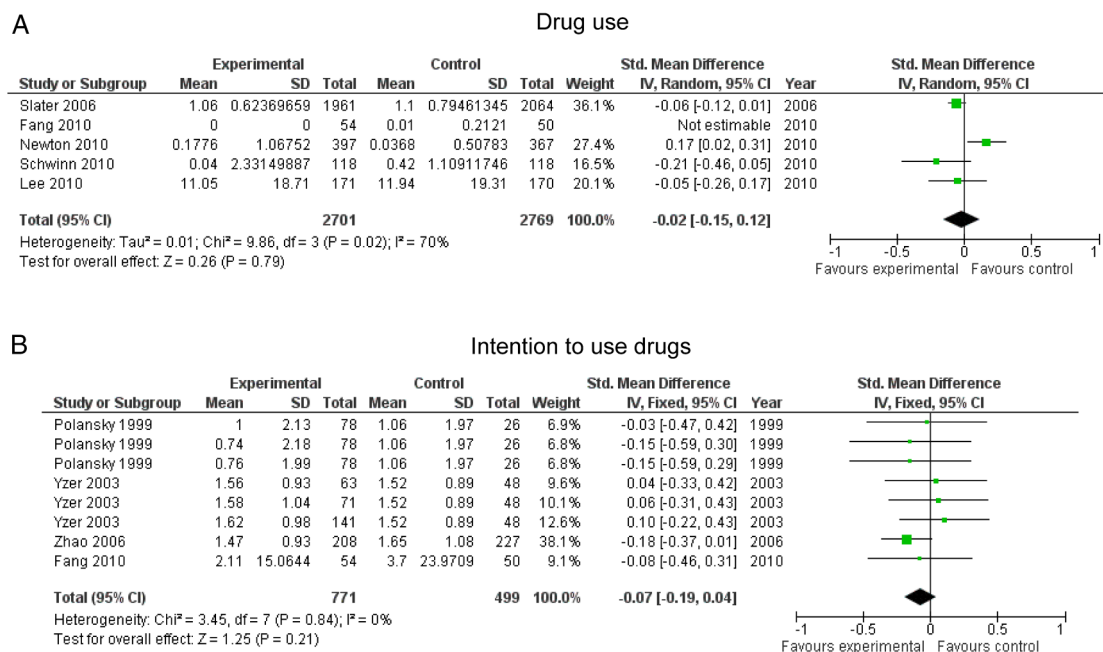 A
Drug use
Experimental Control Std. Mean Difference Std. Mean Difference
Study or Subgroup Mean SD Total Mean SD Total Weight IV, Random, 95% CI Year IV, Random, 95% CI
Slater 2006 1.06 0.62369659 1961 1.1 0.79461345 2064 36.1% -0.06 [-0.12, 0.01] 2006
Fang 2010 0 0 54 0.01 0.2121 50 Not estimable 2010
Newton 2010 0.1776 1.06752 397 0.0368 0.50783 367 27.4% 0.17 [0.02, 0.31] 2010
Schwinn 2010 0.04 2.33149887 118 0.42 1.10911746 118 16.5% -0.21 [-0.46, 0.05] 2010
Lee 2010 11.05 18.71 171 11.94 19.31 170 20.1% -0.05 [-0.26, 0.17] 2010
Total (95% CI) 2701 2769 100.0% -0.02 [-0.15, 0.12]
Heterogeneity: Tau² = 0.01; Chi² = 9.86, df = 3 (P = 0.02); I² = 70%
Test for overall effect: Z = 0.26 (P = 0.79)
-1 -0.5 0 0.5 1
Favours experimental Favours control
B
Intention to use drugs
Experimental Control Std. Mean Difference Std. Mean Difference
Study or Subgroup Mean SD Total Mean SD Total Weight IV, Fixed, 95% CI Year IV, Fixed, 95% CI
Polansky 1999 1 2.13 78 1.06 1.97 26 6.9% -0.03 [-0.47, 0.42] 1999
Polansky 1999 0.74 2.18 78 1.06 1.97 26 6.8% -0.15 [-0.59, 0.30] 1999
Polansky 1999 0.76 1.99 78 1.06 1.97 26 6.8% -0.15 [-0.59, 0.29] 1999
Yzer 2003 1.56 0.93 63 1.52 0.89 48 9.6% 0.04 [-0.33, 0.42] 2003
Yzer 2003 1.58 1.04 71 1.52 0.89 48 10.1% 0.06 [-0.31, 0.43] 2003
Yzer 2003 1.62 0.98 141 1.52 0.89 48 12.6% 0.10 [-0.22, 0.43] 2003
Zhao 2006 1.47 0.93 208 1.65 1.08 227 38.1% -0.18 [-0.37, 0.01] 2006
Fang 2010 2.11 15.0644 54 3.7 23.9709 50 9.1% -0.08 [-0.46, 0.31] 2010
Total (95% CI) 771 499 100.0% -0.07 [-0.19, 0.04]
Heterogeneity: Chi² = 3.45, df = 7 (P = 0.84); I² = 0%
Test for overall effect: Z = 1.25 (P = 0.21)
-1 -0.5 0 0.5 1
Favours experimental Favours control